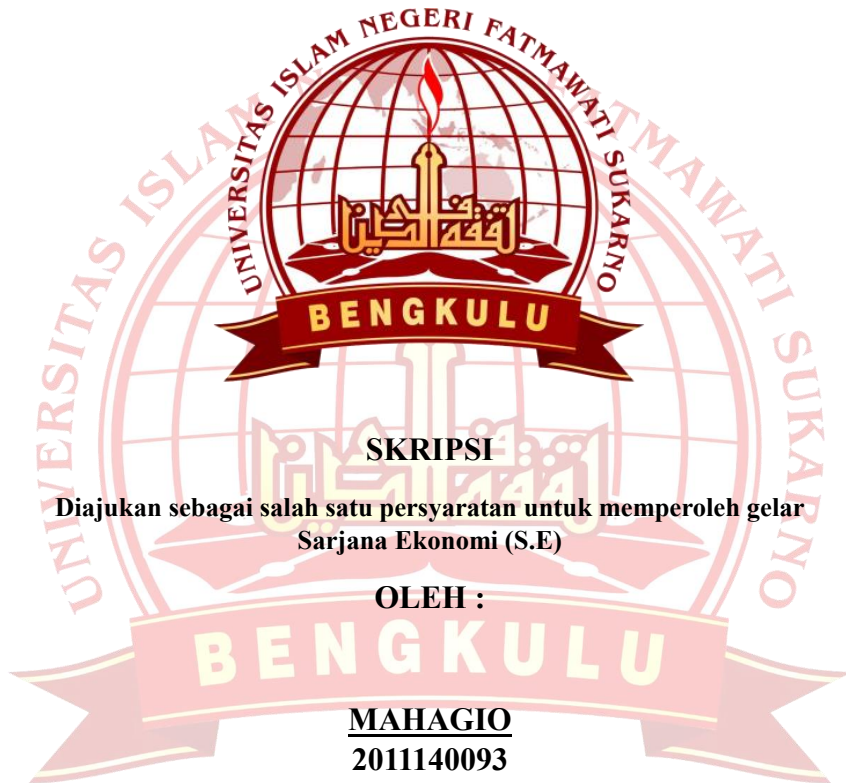 UNIVERSITAS ISLAM NEGERI FATMAWATI SUKARNO
BENGKULU
SKRIPSI
Diajukan sebagai salah satu persyaratan untuk memperoleh gelar
Sarjana Ekonomi (S.E)
OLEH :
MAHAGIO
2011140093